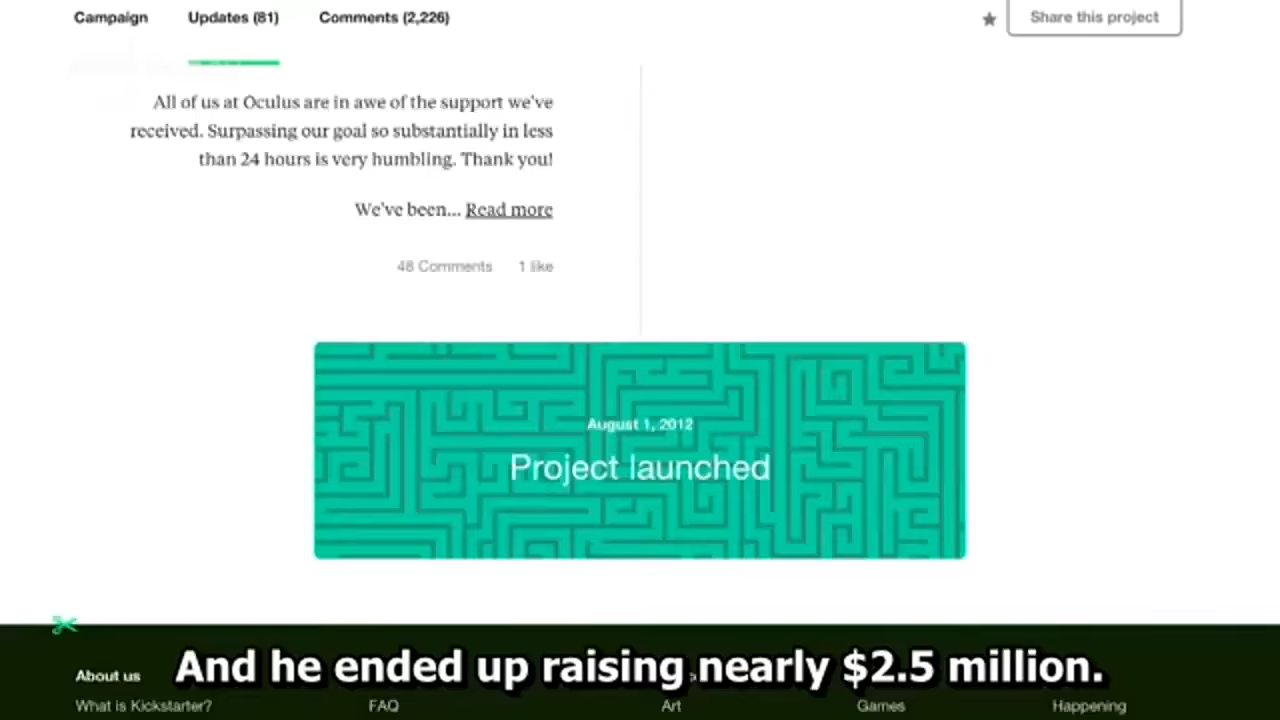 Campaign
Updates (81)
Comments (2,226)
Share this project
All of us at Oculus are in awe of the support we've
received. Surpassing our goal so substantially in less
than 24 hours is very humbling. Thank you!
We've been... Read more
48 Comments
1 like
August 1, 2012
Project launched
And he ended up raising nearly $2.5 million.
About us
What is Kickstarter?
FAQ
Art
Games
Happening